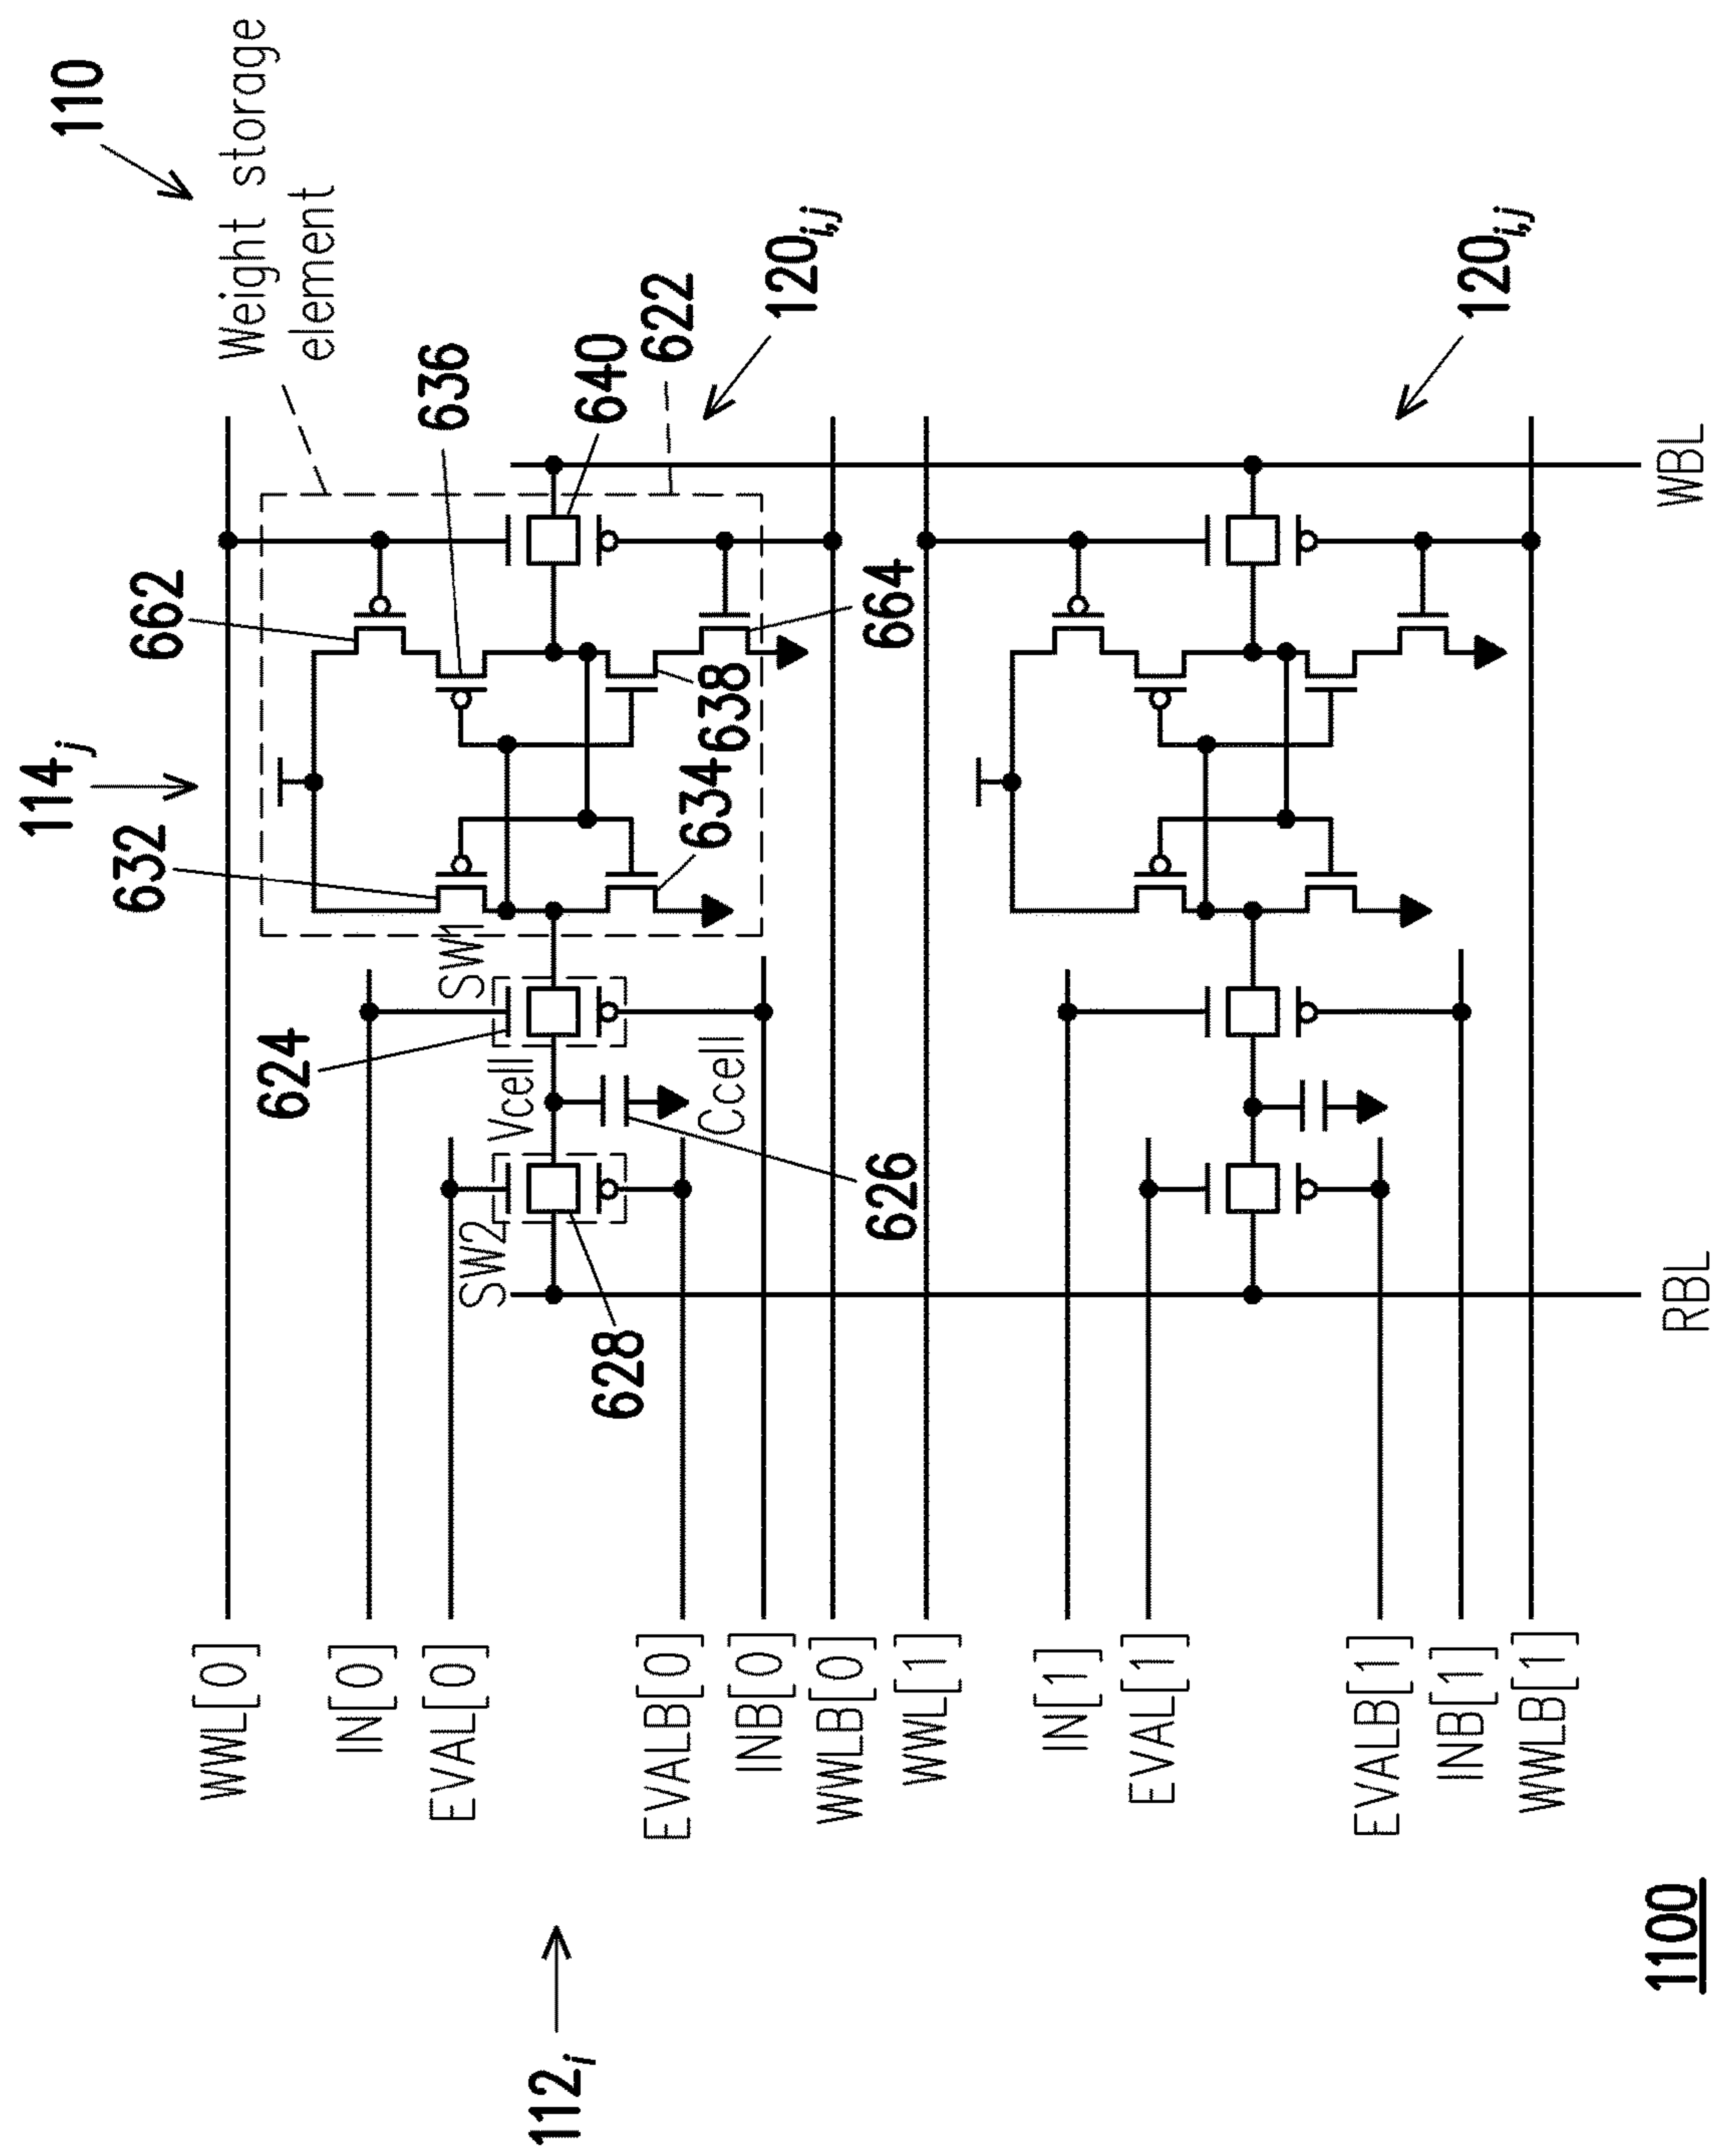 110
Weight storage
element
114j
632
662
636
640
622
120i,j
SW1
624
Vcell
634
638
664
Ccell
SW2
628
626
120i,j
WWL[0]
IN[0]
EVAL[0]
EVALB[0]
INB[0]
WWLB[0]
WWL[1]
IN[1]
EVAL[1]
EVALB[1]
INB[1]
WWLB[1]
RBL
WBL
112i
1100